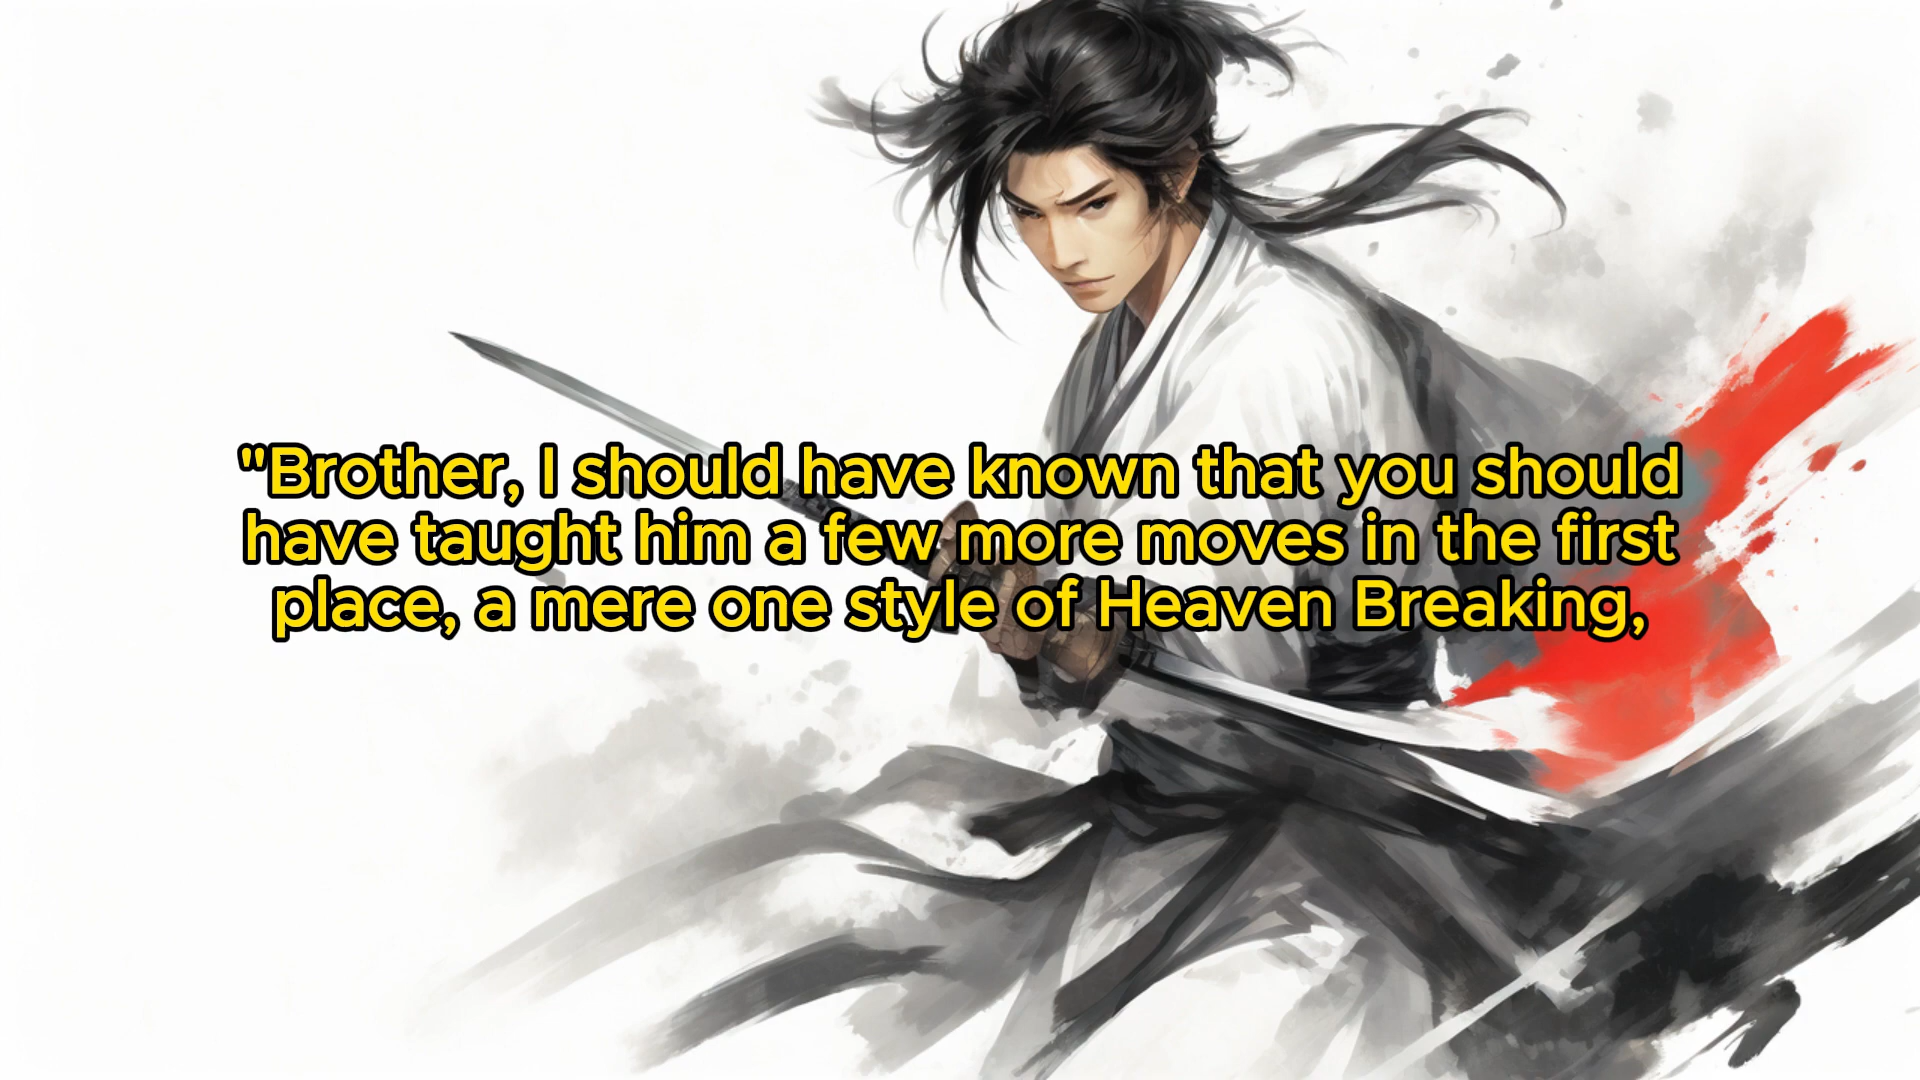 "Brother, I should have known that you should
have taught him a few more moves in the first
place, a mere one style of Heaven Breaking,